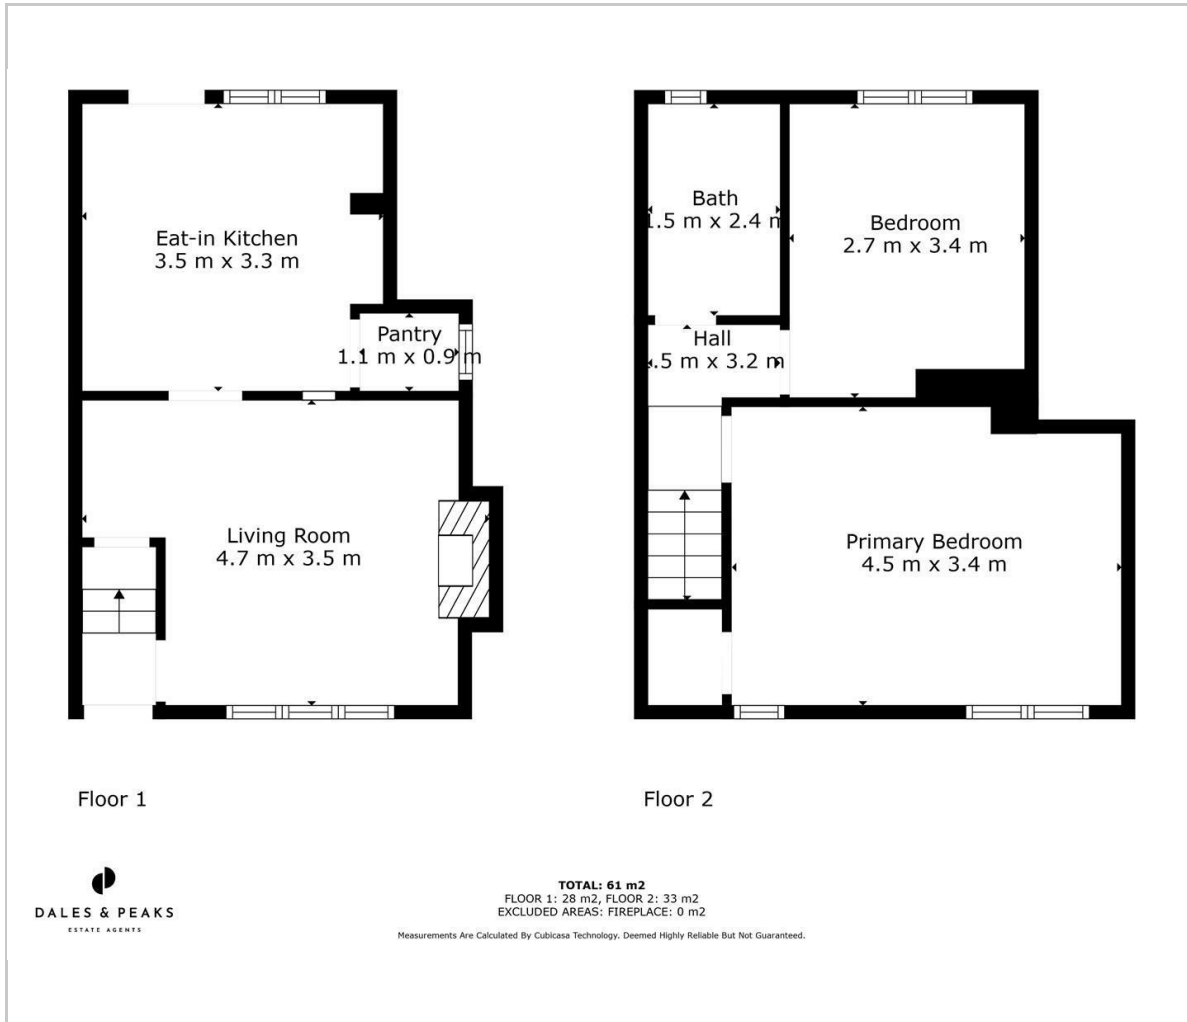 Eat-in Kitchen
3.5 m x 3.3 m
Pantry
1.1 m x 0.9 m
Living Room
4.7 m x 3.5 m
Floor 1
Bath
1.5 m x 2.4 m
Bedroom
2.7 m x 3.4 m
Hall
.5 m x 3.2 m
Primary Bedroom
4.5 m x 3.4 m
Floor 2
DALES & PEAKS
ESTATE AGENTS
TOTAL: 61 m2
FLOOR 1: 28 m2, FLOOR 2: 33 m2
EXCLUDED AREAS: FIREPLACE: 0 m2
Measurements Are Calculated By Cubicasa Technology. Deemed Highly Reliable But Not Guaranteed.